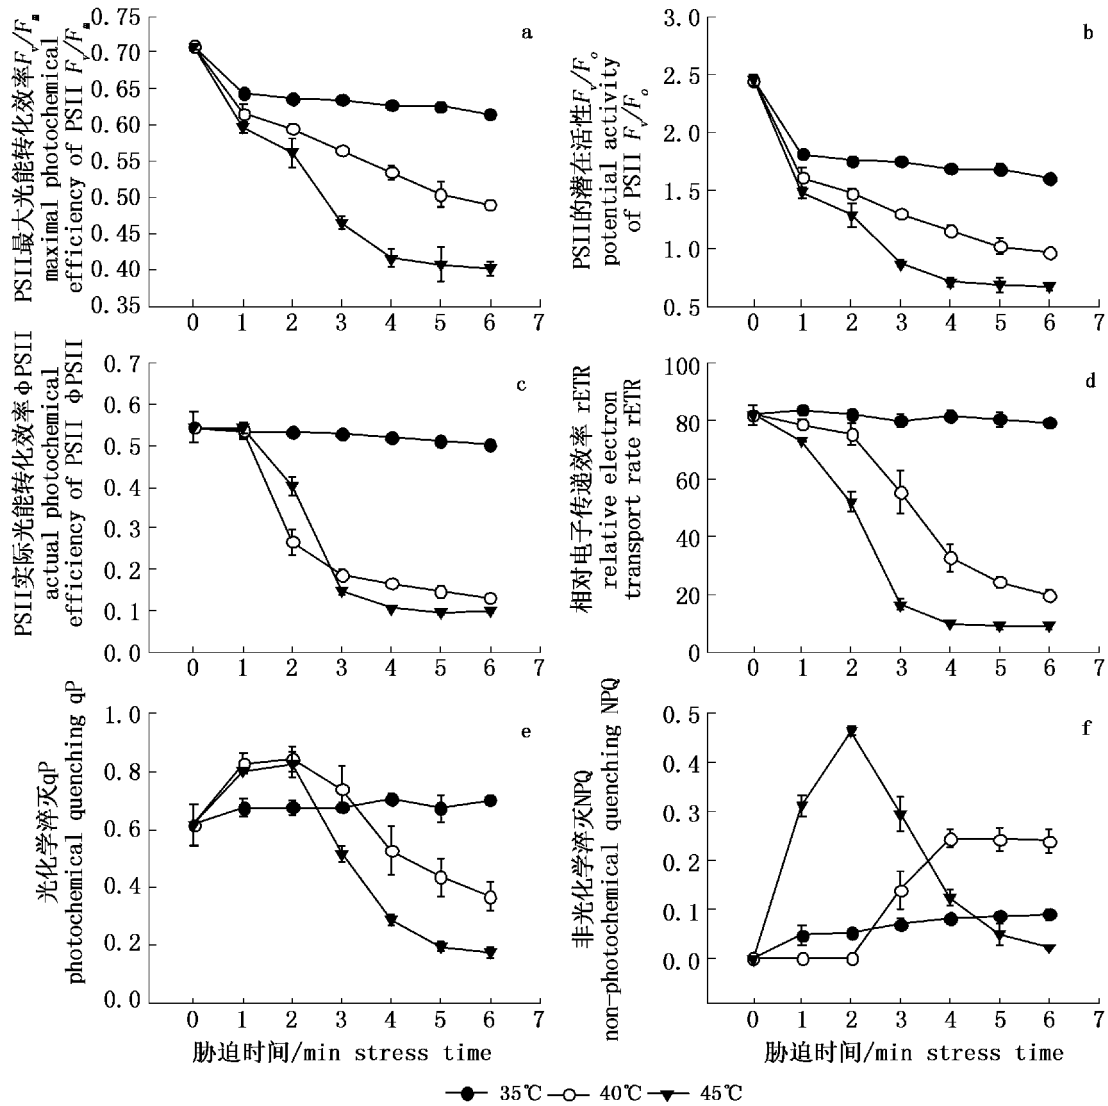 PSII最大光能转化效率Fv/Fm
maximal photochemical
efficiency of PSII Fv/Fm
0.75
0.70
0.65
0.60
0.55
0.50
0.45
0.40
0.35
a
0 1 2 3 4 5 6 7
PSII的潜在活性Fv/Fo
potential activity
of PSII Fv/Fo
3.0
2.5
2.0
1.5
1.0
0.5
b
0 1 2 3 4 5 6 7
PSII实际光能转化效率ΦPSII
actual photochemical
efficiency of PSII ΦPSII
0.7
0.6
0.5
0.4
0.3
0.2
0.1
0.0
c
0 1 2 3 4 5 6 7
相对电子传递效率 rETR
relative electron
transport rate rETR
100
80
60
40
20
0
d
0 1 2 3 4 5 6 7
光化学淬灭qP
photochemical quenching qP
1.0
0.8
0.6
0.4
0.2
0.0
e
0 1 2 3 4 5 6 7
胁迫时间/min stress time
非光化学淬灭NPQ
non-photochemical quenching NPQ
0.5
0.4
0.3
0.2
0.1
0.0
f
0 1 2 3 4 5 6 7
胁迫时间/min stress time
35℃ 40℃ 45℃